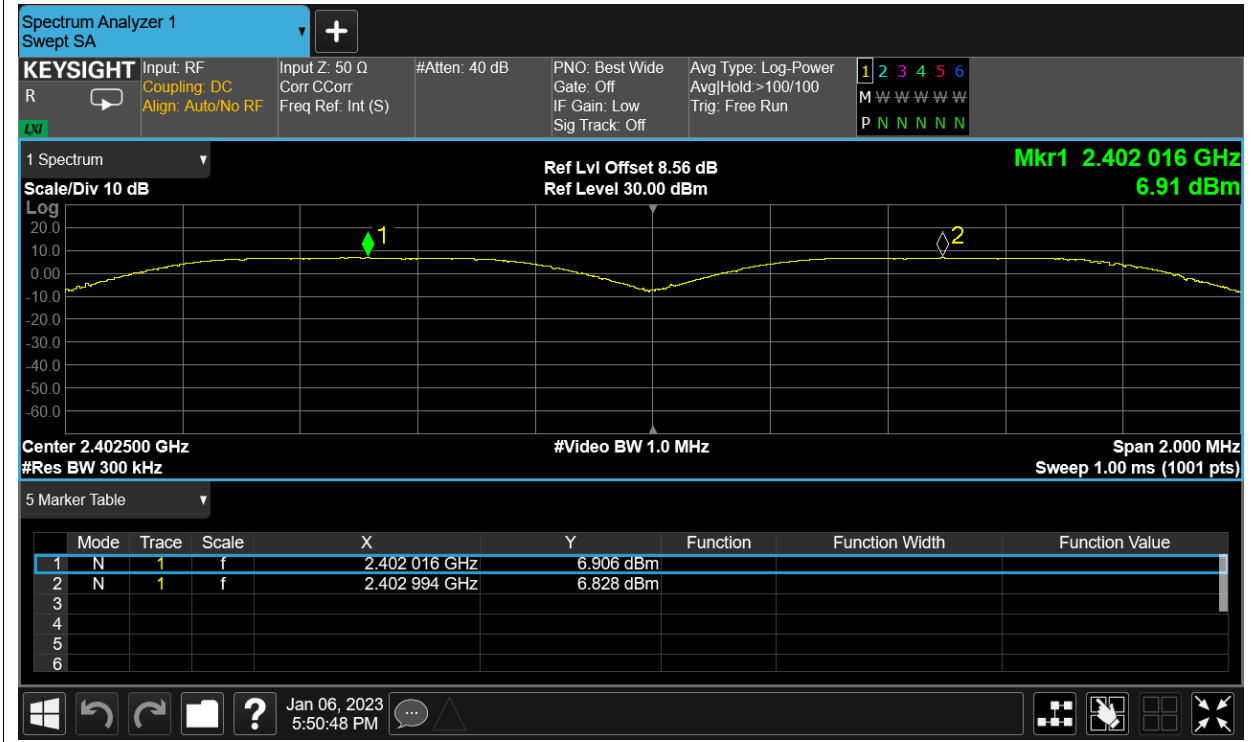 Spectrum Analyzer 1
Swept SA
KEYSIGHT
R
LXI
Input: RF
Coupling: DC
Align: Auto/No RF
Input Z: 50 Ω
Corr CCorr
Freq Ref: Int (S)
#Atten: 40 dB
PNO: Best Wide
Gate: Off
IF Gain: Low
Sig Track: Off
Avg Type: Log-Power
Avg|Hold:>100/100
Trig: Free Run
1 2 3 4 5 6
M W W W W W
P N N N N N
1 Spectrum
Scale/Div 10 dB
Ref Lvl Offset 8.56 dB
Ref Level 30.00 dBm
Mkr1 2.402 016 GHz
6.91 dBm
Log
20.0
10.0
0.00
-10.0
-20.0
-30.0
-40.0
-50.0
-60.0
1
2
Center 2.402500 GHz
#Res BW 300 kHz
#Video BW 1.0 MHz
Span 2.000 MHz
Sweep 1.00 ms (1001 pts)
5 Marker Table
Mode Trace Scale X Y Function Function Width Function Value
1 N 1 f 2.402 016 GHz 6.906 dBm
2 N 1 f 2.402 994 GHz 6.828 dBm
3
4
5
6
?
Jan 06, 2023
5:50:48 PM